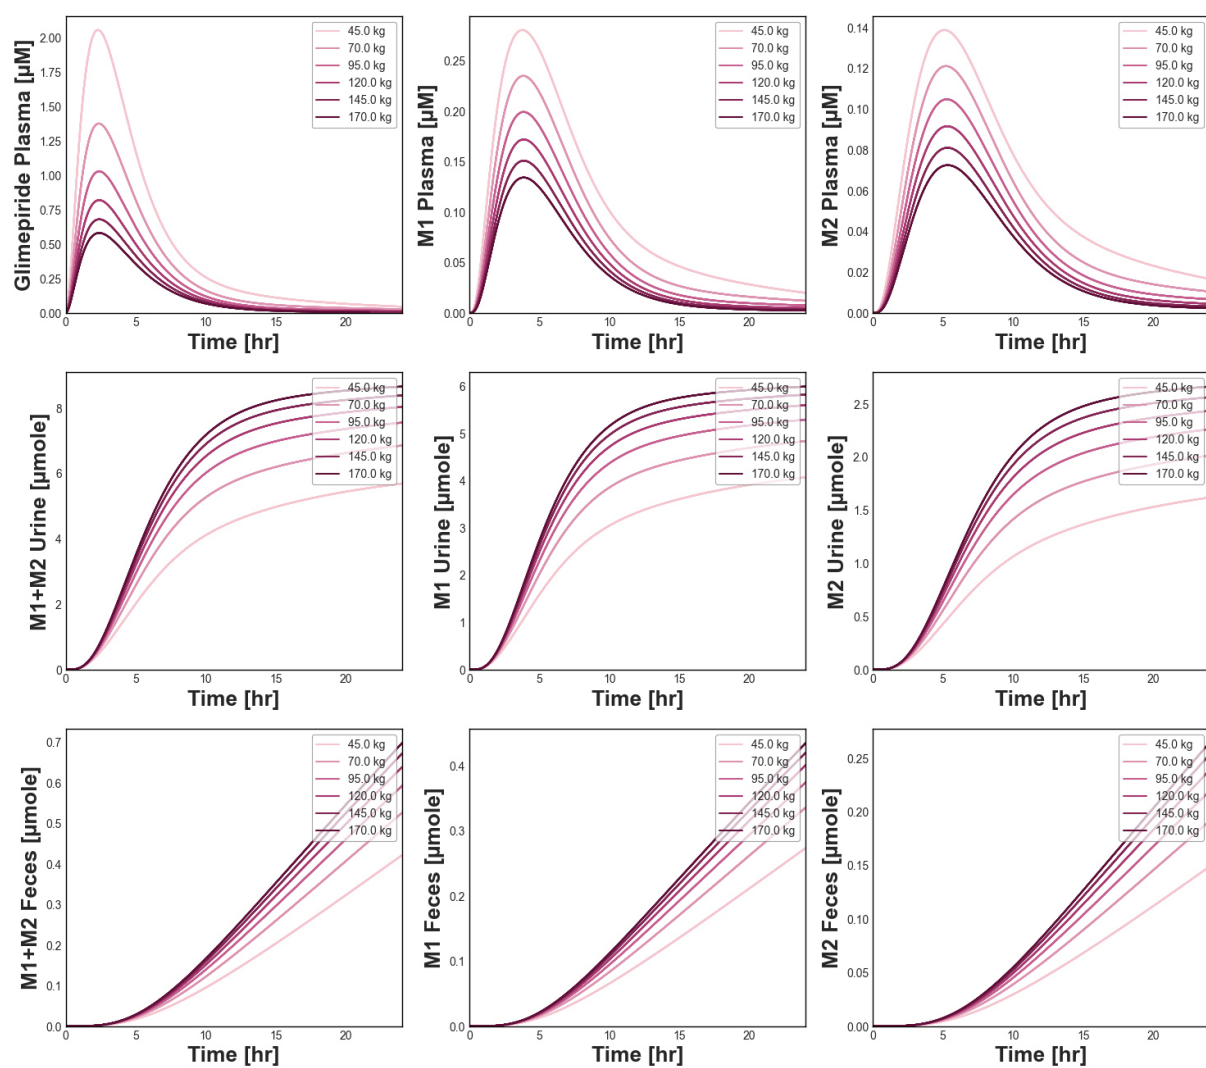 Glimepiride Plasma [µM]
2.00
1.75
1.50
1.25
1.00
0.75
0.50
0.25
0.00
0
5
10
15
20
Time [hr]
45.0 kg
70.0 kg
95.0 kg
120.0 kg
145.0 kg
170.0 kg
M1 Plasma [µM]
0.25
0.20
0.15
0.10
0.05
0.00
0
5
10
15
20
Time [hr]
45.0 kg
70.0 kg
95.0 kg
120.0 kg
145.0 kg
170.0 kg
M2 Plasma [µM]
0.14
0.12
0.10
0.08
0.06
0.04
0.02
0.00
0
5
10
15
20
Time [hr]
45.0 kg
70.0 kg
95.0 kg
120.0 kg
145.0 kg
170.0 kg
M1+M2 Urine [µmole]
8
6
4
2
0
0
5
10
15
20
Time [hr]
45.0 kg
70.0 kg
95.0 kg
120.0 kg
145.0 kg
170.0 kg
M1 Urine [µmole]
6
5
4
3
2
1
0
0
5
10
15
20
Time [hr]
45.0 kg
70.0 kg
95.0 kg
120.0 kg
145.0 kg
170.0 kg
M2 Urine [µmole]
2.5
2.0
1.5
1.0
0.5
0.0
0
5
10
15
20
Time [hr]
45.0 kg
70.0 kg
95.0 kg
120.0 kg
145.0 kg
170.0 kg
M1+M2 Feces [µmole]
0.7
0.6
0.5
0.4
0.3
0.2
0.1
0.0
0
5
10
15
20
Time [hr]
45.0 kg
70.0 kg
95.0 kg
120.0 kg
145.0 kg
170.0 kg
M1 Feces [µmole]
0.4
0.3
0.2
0.1
0.0
0
5
10
15
20
Time [hr]
45.0 kg
70.0 kg
95.0 kg
120.0 kg
145.0 kg
170.0 kg
M2 Feces [µmole]
0.25
0.20
0.15
0.10
0.05
0.00
0
5
10
15
20
Time [hr]
45.0 kg
70.0 kg
95.0 kg
120.0 kg
145.0 kg
170.0 kg